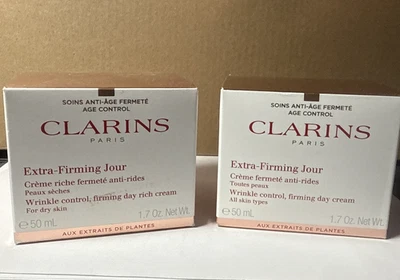 SOINS ANTI-ÂGE FERMETÉ
AGE CONTROL
CLARINS
PARIS
Extra-Firming Jour
Crème riche fermeté anti-rides
Peaux sèches
Wrinkle control, firming day rich cream
For dry skin
℮ 50 mL 1.7 Oz. Net Wt.
AUX EXTRAITS DE PLANTES
SOINS ANTI-ÂGE FERMETÉ
AGE CONTROL
CLARINS
PARIS
Extra-Firming Jour
Crème fermeté anti-rides
Toutes peaux
Wrinkle control, firming day cream
All skin types
℮ 50 mL 1.7 Oz. Net Wt.
AUX EXTRAITS DE PLANTES